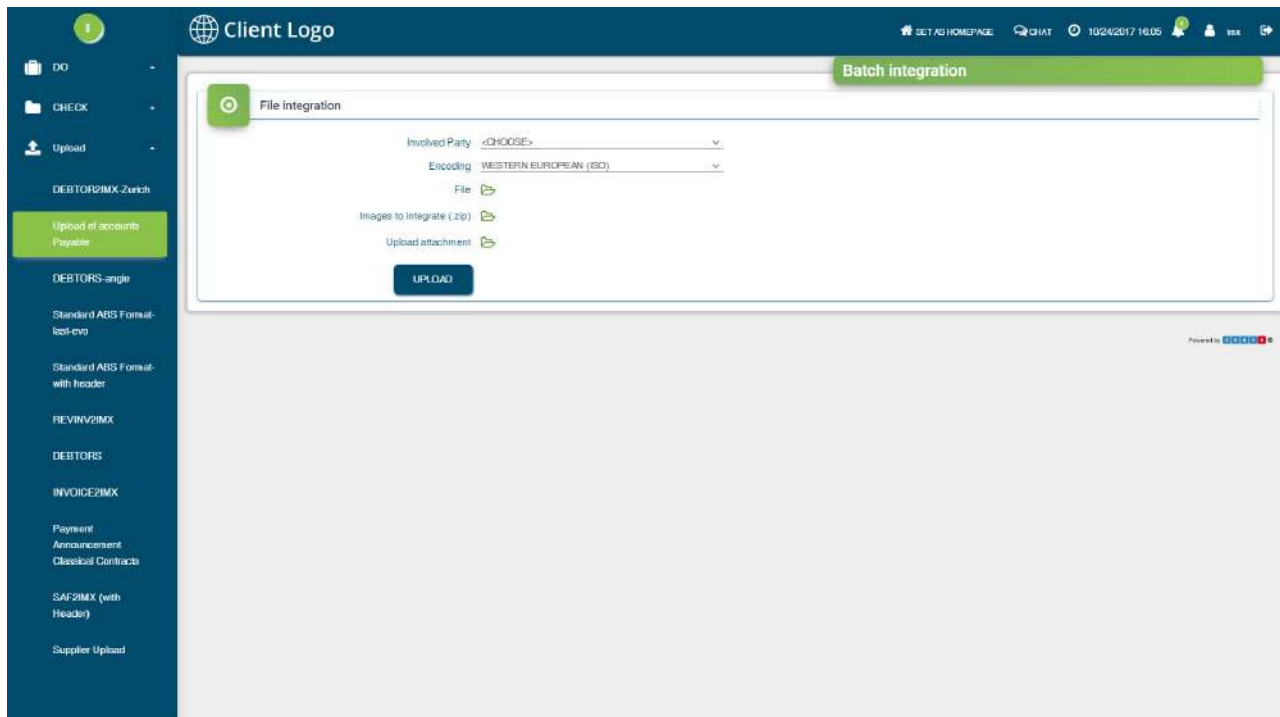 Client Logo
SET AS HOMEPAGE
CHAT
10/24/2017 16:05
imx
Batch integration
DO
CHECK
Upload
DEBTOR2IMX-Zurich
Upload of accounts
Payable
DEBTORS-angie
Standard ABS Format-
last-evo
Standard ABS Format-
with header
REVINV2IMX
DEBTORS
INVOICE2IMX
Payment
Announcement
Classical Contracts
SAF2IMX (with
Header)
Supplier Upload
File integration
Involved Party <CHOOSE>
Encoding WESTERN EUROPEAN (ISO)
File
Images to integrate (.zip)
Upload attachment
UPLOAD
Powered by